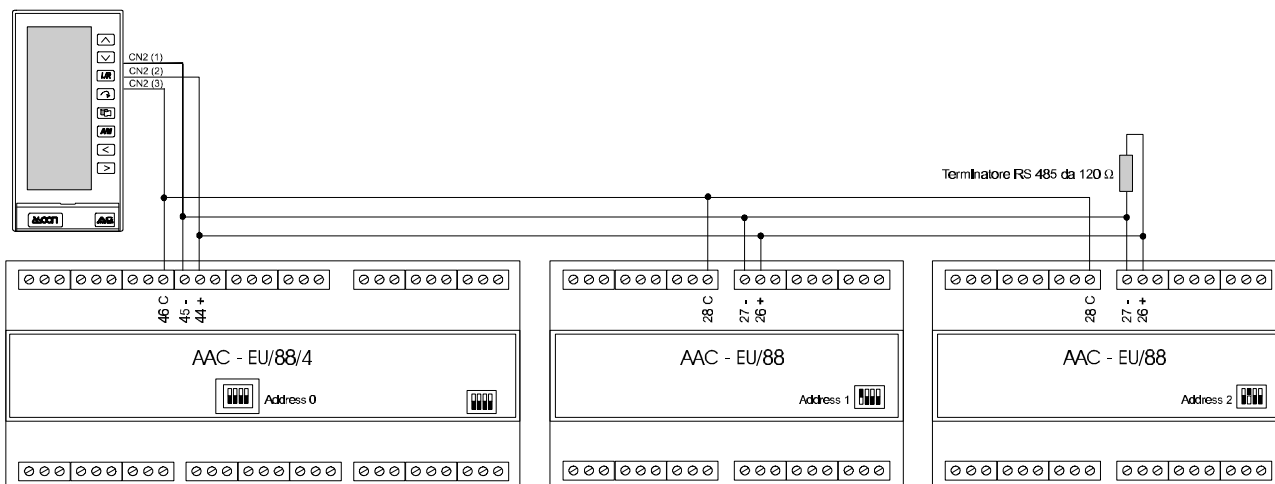 CN2 (1)
CN2 (2)
CN2 (3)
I/R
A/M
Terminatore RS 485 da 120 Ω
46 C
45 -
44 +
28 C
27 -
26 +
28 C
27 -
26 +
AAC - EU/88/4
AAC - EU/88
AAC - EU/88
Address 0
Address 1
Address 2